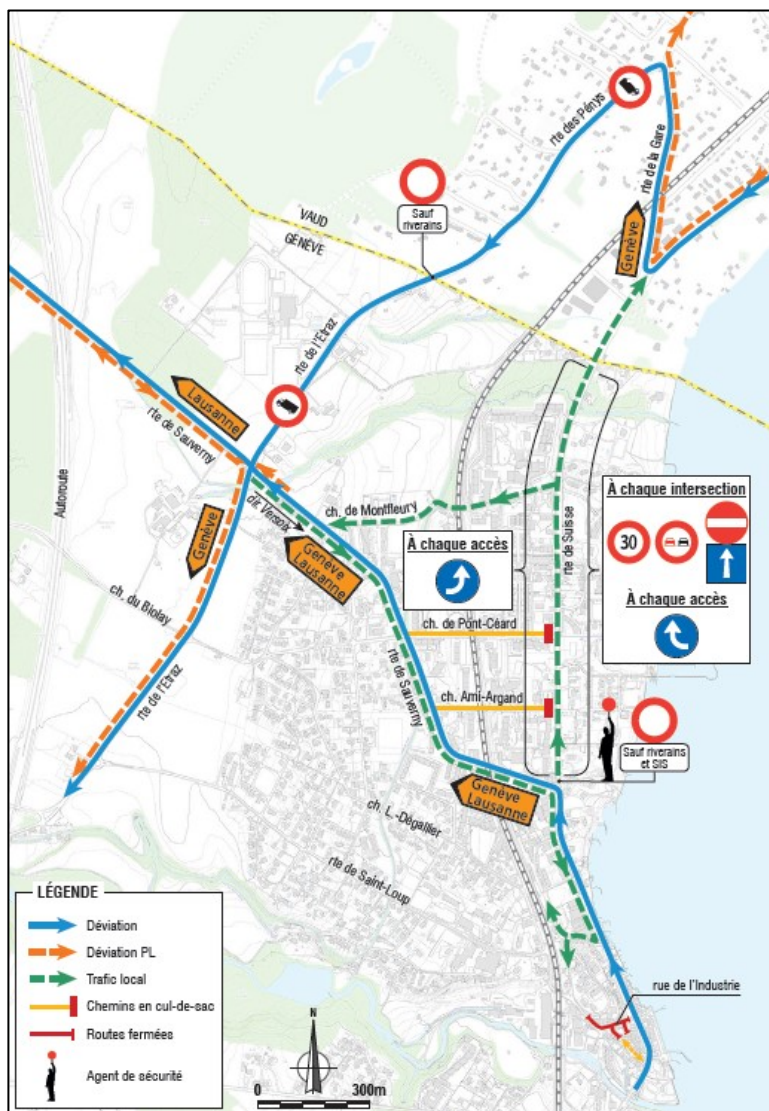 rte des Pénys
rte de la Gare
Sauf
riverains
VAUD
GENÈVE
Genève
rte de l'Etraz
Lausanne
rte de Sauverny
Autoroute
dir. Versoix
ch. de Montfleury
À chaque intersection
30
À chaque accès
À chaque accès
rte de Suisse
Genève
Genève
Lausanne
ch. du Biolay
ch. de Pont-Céard
rte de Sauverny
rte de l'Etraz
ch. Ami-Argand
Sauf riverains
et SIS
Genève
Lausanne
ch. L.-Dégallier
rte de Saint-Loup
LÉGENDE
Déviation
Déviation PL
Trafic local
Chemins en cul-de-sac
Routes fermées
Agent de sécurité
rue de l'Industrie
N
0
300m